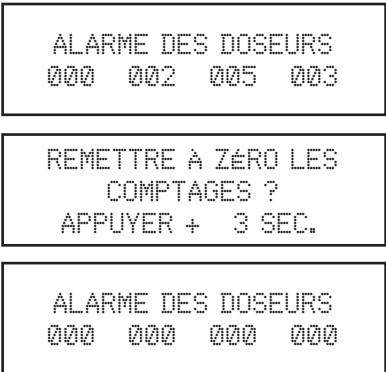 ALARME DES DOSEURS
000 002 005 003
REMETTRE À ZÉRO LES
COMPTAGES ?
APPUYER + 3 SEC.
ALARME DES DOSEURS
000 000 000 000